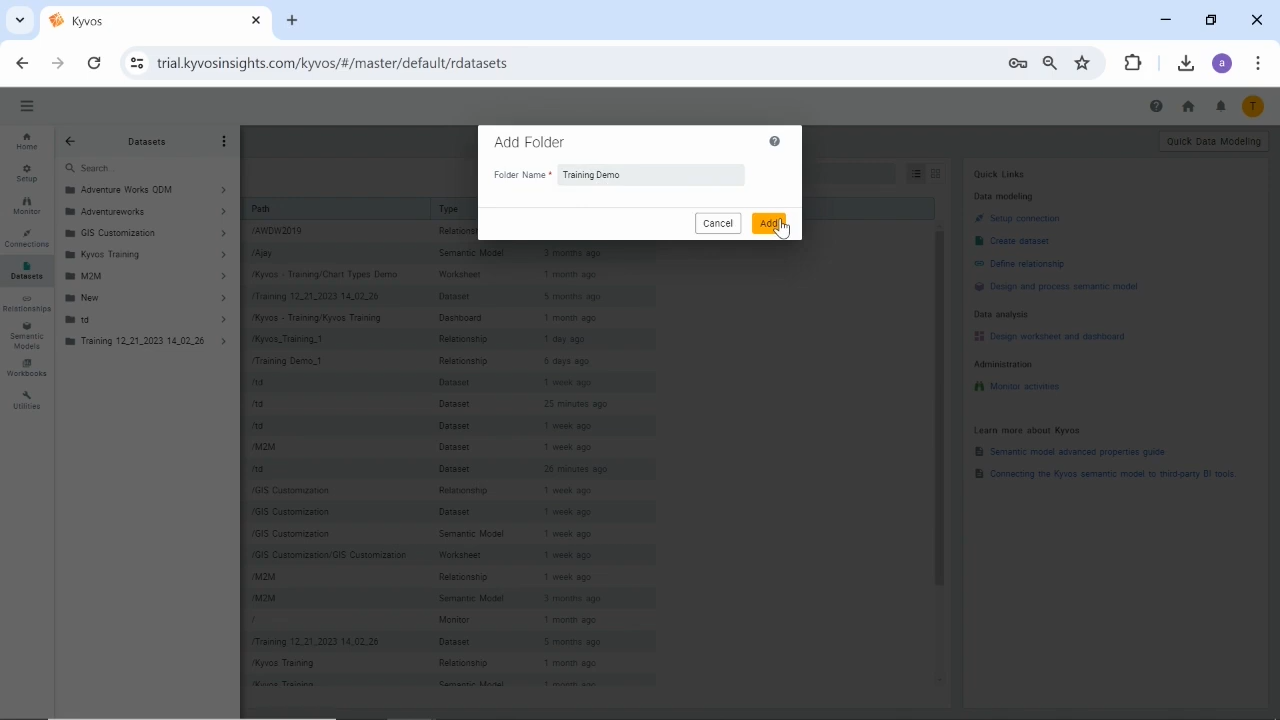 Kyvos
trial.kyvosinsights.com/kyvos/#/master/default/rdatasets
a
T
Home
Setup
Monitor
Connections
Datasets
Relationships
Semantic
Models
Workbooks
Utilities
Datasets
Search...
Adventure Works QDM
Adventureworks
GIS Customization
Kyvos Training
M2M
New
td
Training 12_21_2023 14_02_26
Add Folder
Folder Name * Training Demo
Cancel
Add
Quick Data Modeling
Path Type
/AWDW2019
/Ajay Semantic Model 3 months ago
/Kyvos - Training/Chart Types Demo Worksheet 1 month ago
/Training 12_21_2023 14_02_26 Dataset 5 months ago
/Kyvos - Training/Kyvos Training Dashboard 1 month ago
/Kyvos_Training_1 Relationship 1 day ago
/Training Demo_1 Relationship 6 days ago
/td Dataset 1 week ago
/td Dataset 25 minutes ago
/td Dataset 1 week ago
/M2M Dataset 1 week ago
/td Dataset 26 minutes ago
/GIS Customization Relationship 1 week ago
/GIS Customization Dataset 1 week ago
/GIS Customization Semantic Model 1 week ago
/GIS Customization/GIS Customization Worksheet 1 week ago
/M2M Relationship 1 week ago
/M2M Semantic Model 3 months ago
/ Monitor 1 month ago
/Training 12_21_2023 14_02_26 Dataset 5 months ago
/Kyvos Training Relationship 1 month ago
/Kyvos Training Semantic Model 1 month ago
Quick Links
Data modeling
Setup connection
Create dataset
Define relationship
Design and process semantic model
Data analysis
Design worksheet and dashboard
Administration
Monitor activities
Learn more about Kyvos
Semantic model advanced properties guide
Connecting the Kyvos semantic model to third-party BI tools